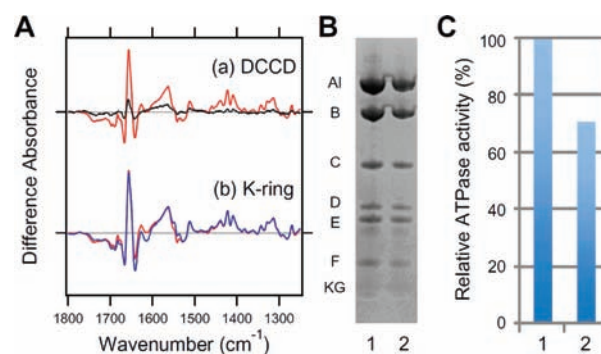 A
Difference Absorbance
(a) DCCD
(b) K-ring
1800 1700 1600 1500 1400 1300
Wavenumber (cm-1)
B
AI
B
C
D
E
F
KG
1 2
C
Relative ATPase activity (%)
100
80
60
40
20
0
1 2